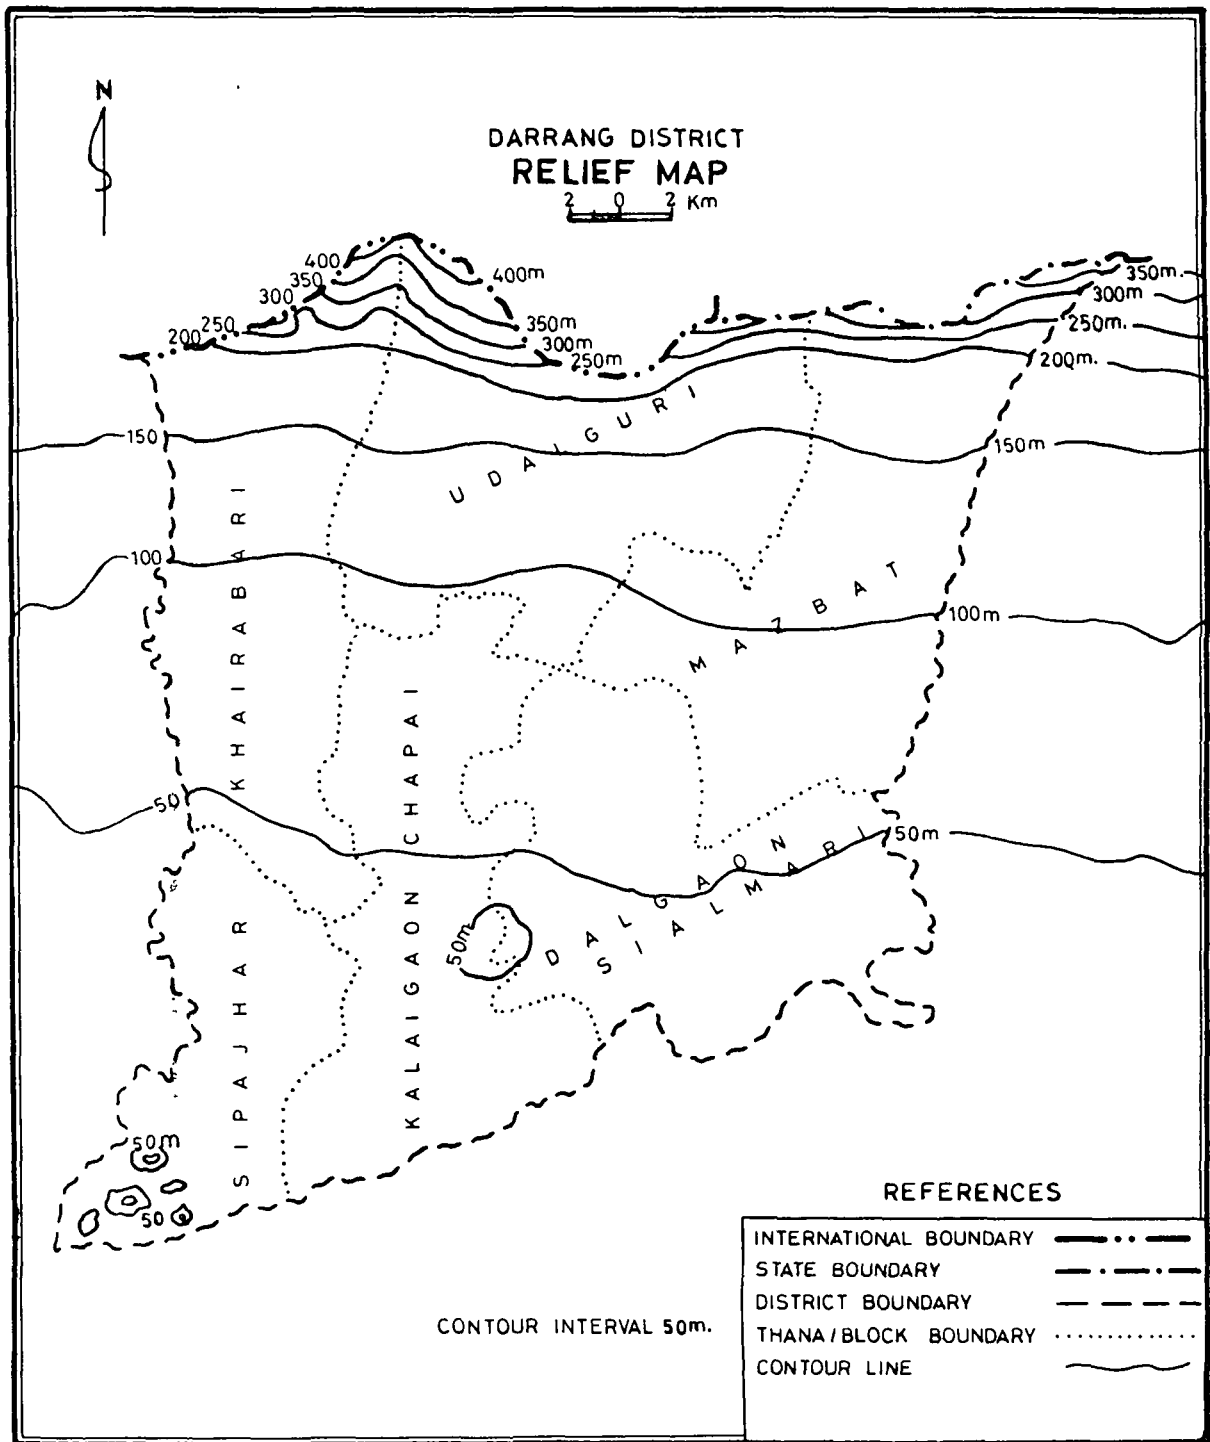 N
DARRANG DISTRICT
RELIEF MAP
2 0 2 Km
400
400m
350
350m.
300
300m
250
350m
200
300m
250m.
250m
200m.
UDALGURI
150
150m
KHAIRABARI
100
MAZBAT
100m
KALAIGAON CHAPAI
50
50m
DALGAON
SIALMARI
50m
SIPAJHAR
50m
50
REFERENCES
INTERNATIONAL BOUNDARY
STATE BOUNDARY
DISTRICT BOUNDARY
THANA/BLOCK BOUNDARY
CONTOUR LINE
CONTOUR INTERVAL 50m.